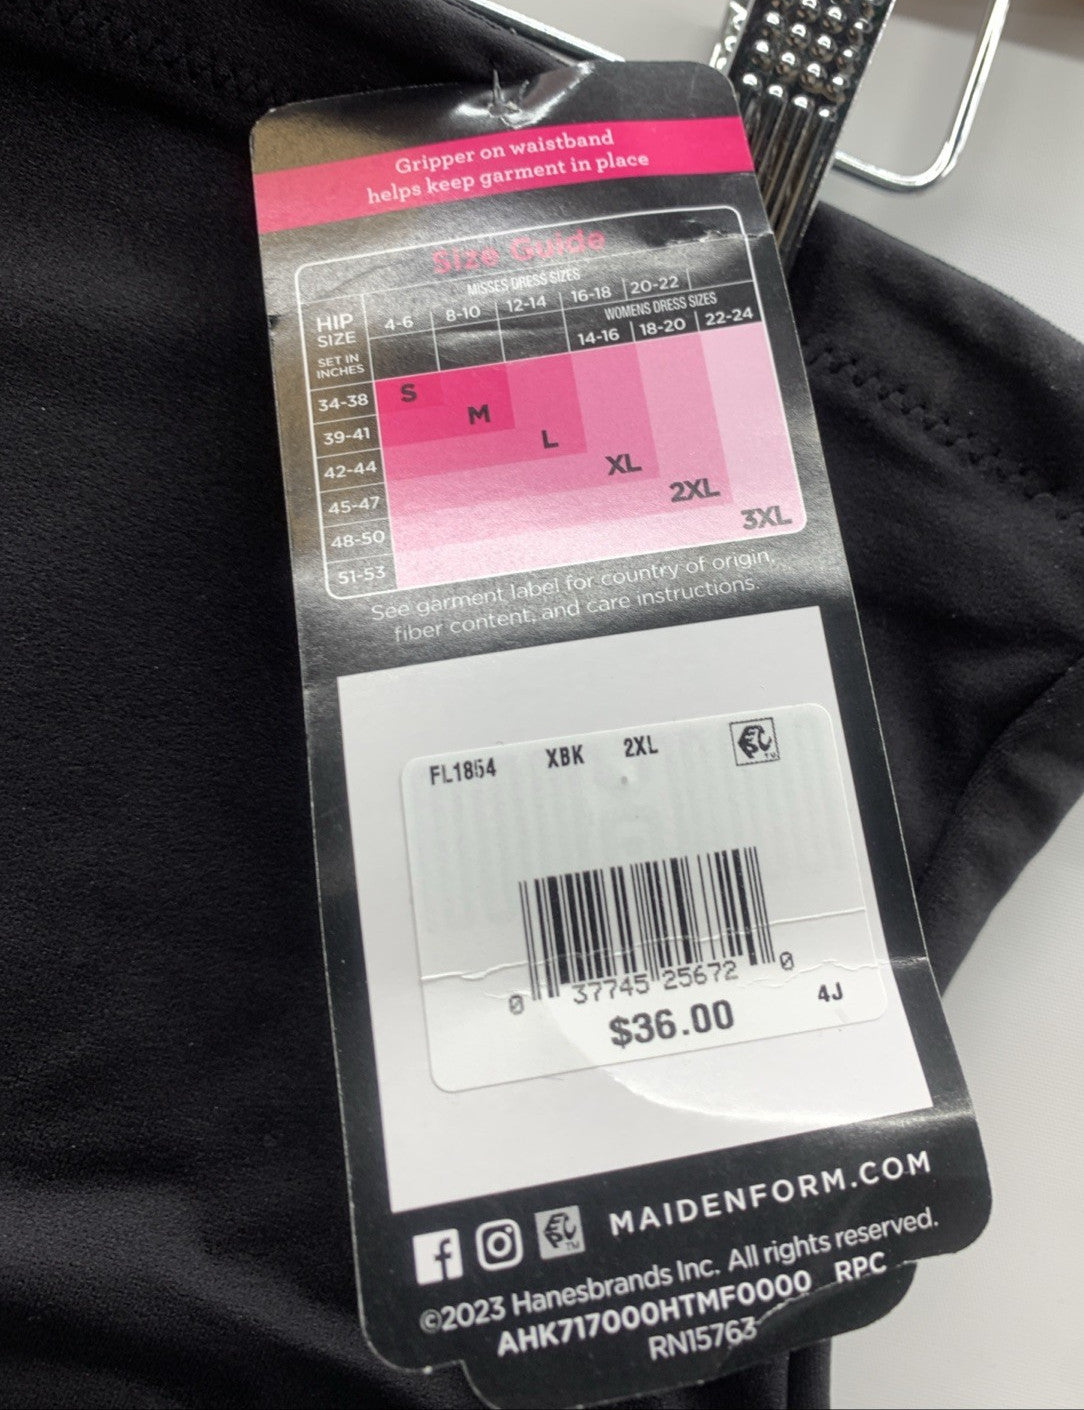 Gripper on waistband
helps keep garment in place
Size Guide
MISSES DRESS SIZES
HIP
SIZE
4-6 8-10 12-14 16-18 20-22
WOMENS DRESS SIZES
14-16 18-20 22-24
SET IN
INCHES
34-38 S
39-41 M
42-44 L
45-47 XL
48-50 2XL
51-53 3XL
See garment label for country of origin,
fiber content, and care instructions.
FL1854 XBK 2XL
0 37745 25672 0
$36.00 4J
MAIDENFORM.COM
©2023 Hanesbrands Inc. All rights reserved.
AHK717000HTMF0000 RPC
RN15763